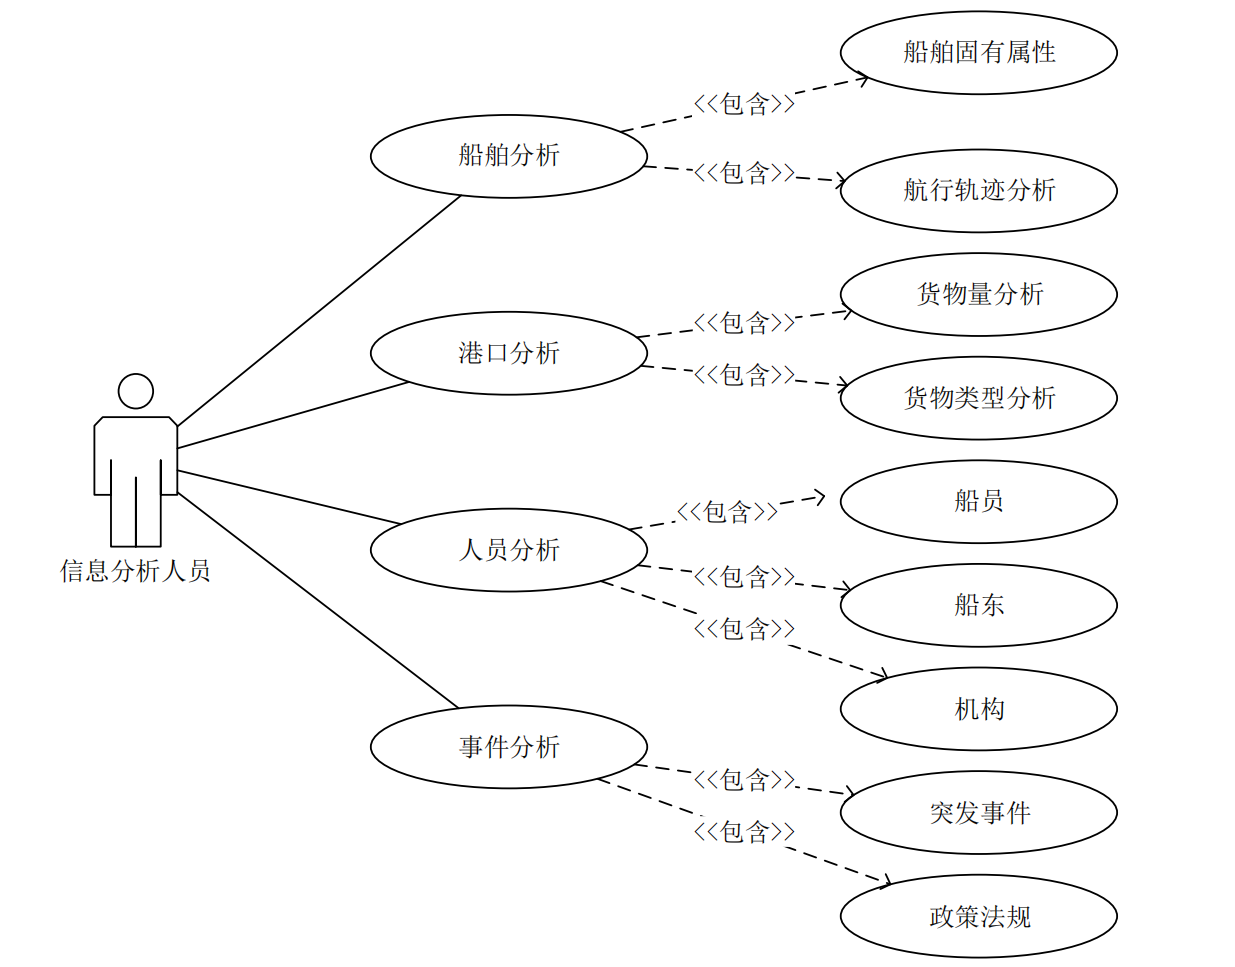 船舶固有属性
<<包含>>
船舶分析
<<包含>>
航行轨迹分析
货物量分析
<<包含>>
港口分析
<<包含>>
货物类型分析
船员
<<包含>>
人员分析
<<包含>>
信息分析人员
船东
<<包含>>
机构
事件分析
<<包含>>
突发事件
<<包含>>
政策法规